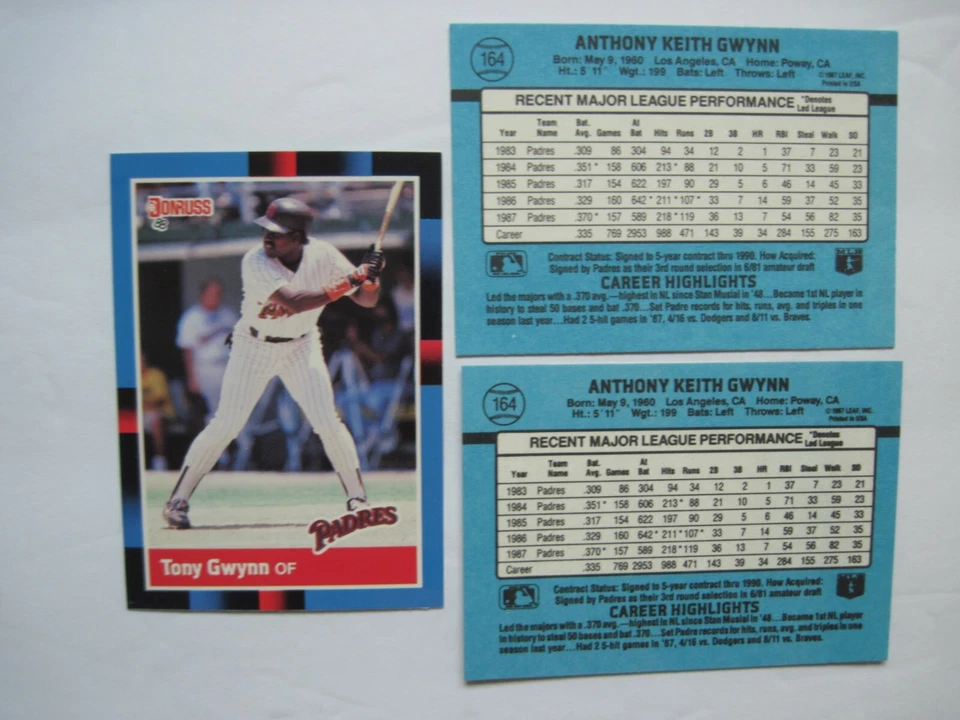 DONRUSS
88
PADRES
Tony Gwynn OF
164
ANTHONY KEITH GWYNN
Born: May 9, 1960 Los Angeles, CA Home: Poway, CA
Ht.: 5 11" Wgt.: 199 Bats: Left Throws: Left
©1987 LEAF, INC.
Printed in USA
RECENT MAJOR LEAGUE PERFORMANCE *Denotes Led League
Year Team Name Bat. Avg. Games At Bat Hits Runs 2B 3B HR RBI Steal Walk SO
1983 Padres .309 86 304 94 34 12 2 1 37 7 23 21
1984 Padres .351* 158 606 213* 88 21 10 5 71 33 59 23
1985 Padres .317 154 622 197 90 29 5 6 46 14 45 33
1986 Padres .329 160 642* 211* 107* 33 7 14 59 37 52 35
1987 Padres .370* 157 589 218* 119 36 13 7 54 56 82 35
Career .335 769 2953 988 471 143 39 34 284 155 275 163
Contract Status: Signed to 5-year contract thru 1990. How Acquired:
Signed by Padres as their 3rd round selection in 6/81 amateur draft
CAREER HIGHLIGHTS
Led the majors with a .370 avg.—highest in NL since Stan Musial in '48...Became 1st NL player in
history to steal 50 bases and bat .370...Set Padre records for hits, runs, avg. and triples in one
season last year...Had 2 5-hit games in '87, 4/16 vs. Dodgers and 8/11 vs. Braves.
164
ANTHONY KEITH GWYNN
Born: May 9, 1960 Los Angeles, CA Home: Poway, CA
Ht.: 5 11" Wgt.: 199 Bats: Left Throws: Left
©1987 LEAF, INC.
Printed in USA
RECENT MAJOR LEAGUE PERFORMANCE *Denotes Led League
Year Team Name Bat. Avg. Games At Bat Hits Runs 2B 3B HR RBI Steal Walk SO
1983 Padres .309 86 304 94 34 12 2 1 37 7 23 21
1984 Padres .351* 158 606 213* 88 21 10 5 71 33 59 23
1985 Padres .317 154 622 197 90 29 5 6 46 14 45 33
1986 Padres .329 160 642* 211* 107* 33 7 14 59 37 52 35
1987 Padres .370* 157 589 218* 119 36 13 7 54 56 82 35
Career .335 769 2953 988 471 143 39 34 284 155 275 163
Contract Status: Signed to 5-year contract thru 1990. How Acquired:
Signed by Padres as their 3rd round selection in 6/81 amateur draft
CAREER HIGHLIGHTS
Led the majors with a .370 avg.—highest in NL since Stan Musial in '48...Became 1st NL player
in history to steal 50 bases and bat .370...Set Padre records for hits, runs, avg. and triples in one
season last year...Had 2 5-hit games in '87, 4/16 vs. Dodgers and 8/11 vs. Braves.